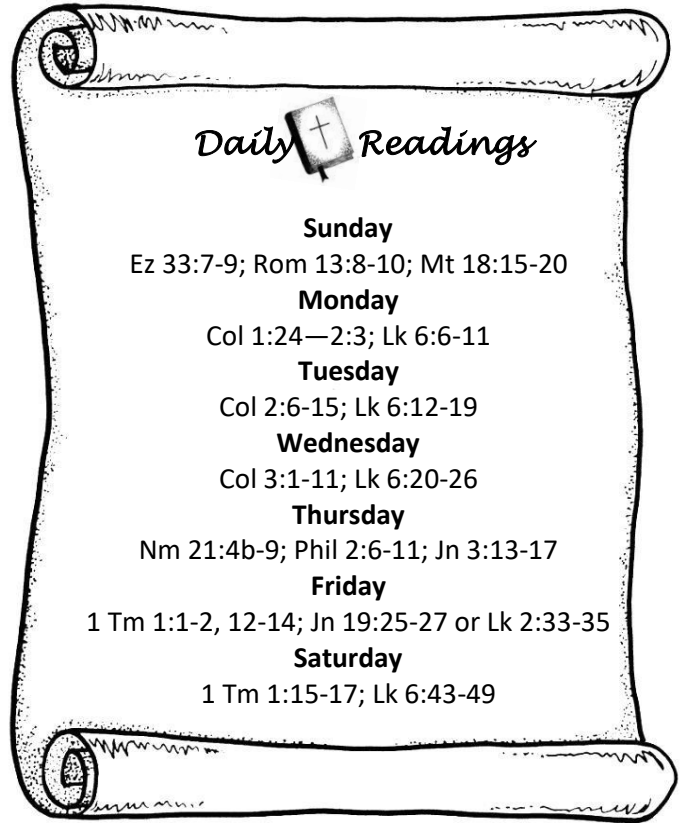 Daily Readings
Sunday
Ez 33:7-9; Rom 13:8-10; Mt 18:15-20
Monday
Col 1:24—2:3; Lk 6:6-11
Tuesday
Col 2:6-15; Lk 6:12-19
Wednesday
Col 3:1-11; Lk 6:20-26
Thursday
Nm 21:4b-9; Phil 2:6-11; Jn 3:13-17
Friday
1 Tm 1:1-2, 12-14; Jn 19:25-27 or Lk 2:33-35
Saturday
1 Tm 1:15-17; Lk 6:43-49